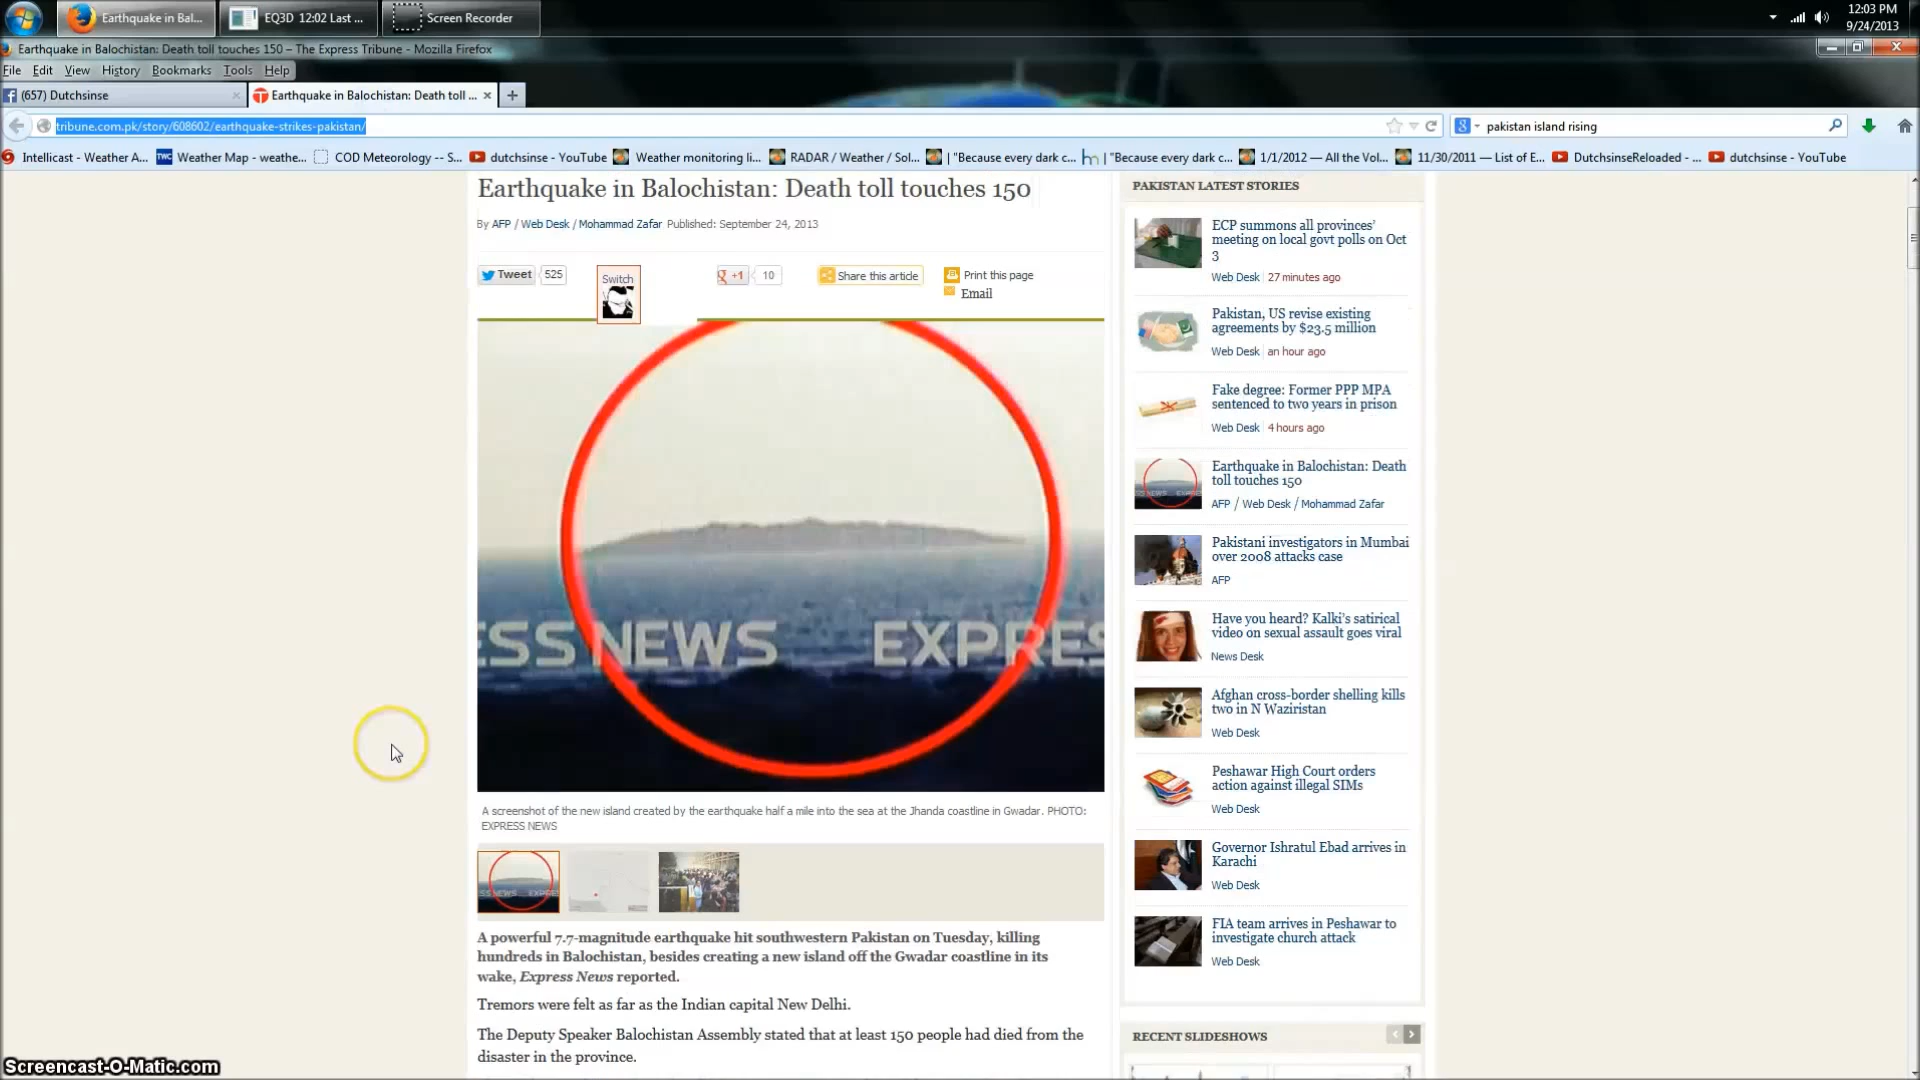 Earthquake in Bal...
EQ3D 12:02 Last ...
Screen Recorder
12:03 PM
9/24/2013
Earthquake in Balochistan: Death toll touches 150 – The Express Tribune - Mozilla Firefox
File Edit View History Bookmarks Tools Help
(657) Dutchsinse
Earthquake in Balochistan: Death toll ...
tribune.com.pk/story/608602/earthquake-strikes-pakistan/
pakistan island rising
Intellicast - Weather A...
Weather Map - weathe...
COD Meteorology -- S...
dutchsinse - YouTube
Weather monitoring li...
RADAR / Weather / Sol...
| "Because every dark c...
| "Because every dark c...
1/1/2012 — All the Vol...
11/30/2011 — List of E...
DutchsinseReloaded - ...
dutchsinse - YouTube
Earthquake in Balochistan: Death toll touches 150
By AFP / Web Desk / Mohammad Zafar Published: September 24, 2013
Tweet 525
Switch
+1 10
Share this article
Print this page
Email
ESS NEWS EXPRES
A screenshot of the new island created by the earthquake half a mile into the sea at the Jhanda coastline in Gwadar. PHOTO:
EXPRESS NEWS
A powerful 7.7-magnitude earthquake hit southwestern Pakistan on Tuesday, killing
hundreds in Balochistan, besides creating a new island off the Gwadar coastline in its
wake, Express News reported.
Tremors were felt as far as the Indian capital New Delhi.
The Deputy Speaker Balochistan Assembly stated that at least 150 people had died from the
disaster in the province.
PAKISTAN LATEST STORIES
ECP summons all provinces'
meeting on local govt polls on Oct
3
Web Desk 27 minutes ago
Pakistan, US revise existing
agreements by $23.5 million
Web Desk an hour ago
Fake degree: Former PPP MPA
sentenced to two years in prison
Web Desk 4 hours ago
Earthquake in Balochistan: Death
toll touches 150
AFP / Web Desk / Mohammad Zafar
Pakistani investigators in Mumbai
over 2008 attacks case
AFP
Have you heard? Kalki's satirical
video on sexual assault goes viral
News Desk
Afghan cross-border shelling kills
two in N Waziristan
Web Desk
Peshawar High Court orders
action against illegal SIMs
Web Desk
Governor Ishratul Ebad arrives in
Karachi
Web Desk
FIA team arrives in Peshawar to
investigate church attack
Web Desk
RECENT SLIDESHOWS
Screencast-O-Matic.com